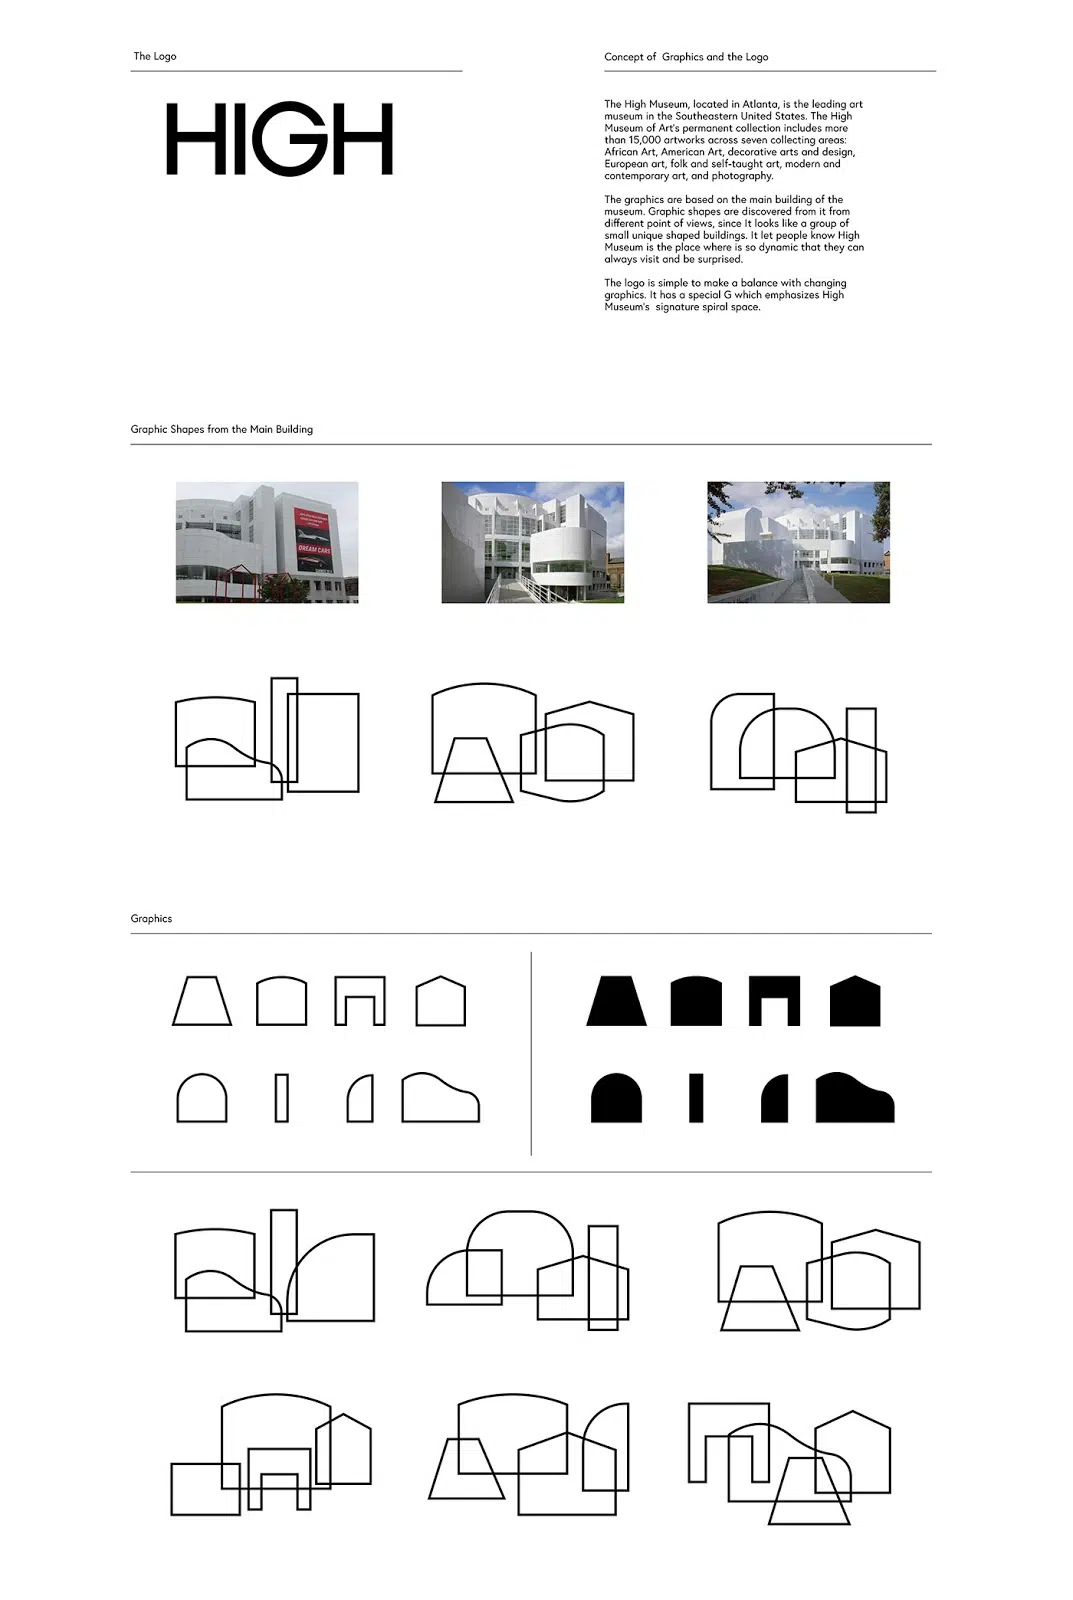 The Logo
HIGH
Concept of  Graphics and the Logo
The High Museum, located in Atlanta, is the leading art
museum in the Southeastern United States. The High
Museum of Art's permanent collection includes more
than 15,000 artworks across seven collecting areas:
African Art, American Art, decorative arts and design,
European art, folk and self-taught art, modern and
contemporary art, and photography.
The graphics are based on the main building of the
museum. Graphic shapes are discovered from it from
different point of views, since It looks like a group of
small unique shaped buildings. It let people know High
Museum is the place where is so dynamic that they can
always visit and be surprised.
The logo is simple to make a balance with changing
graphics. It has a special G which emphasizes High
Museum's  signature spiral space.
Graphic Shapes from the Main Building
DREAM CARS
Graphics